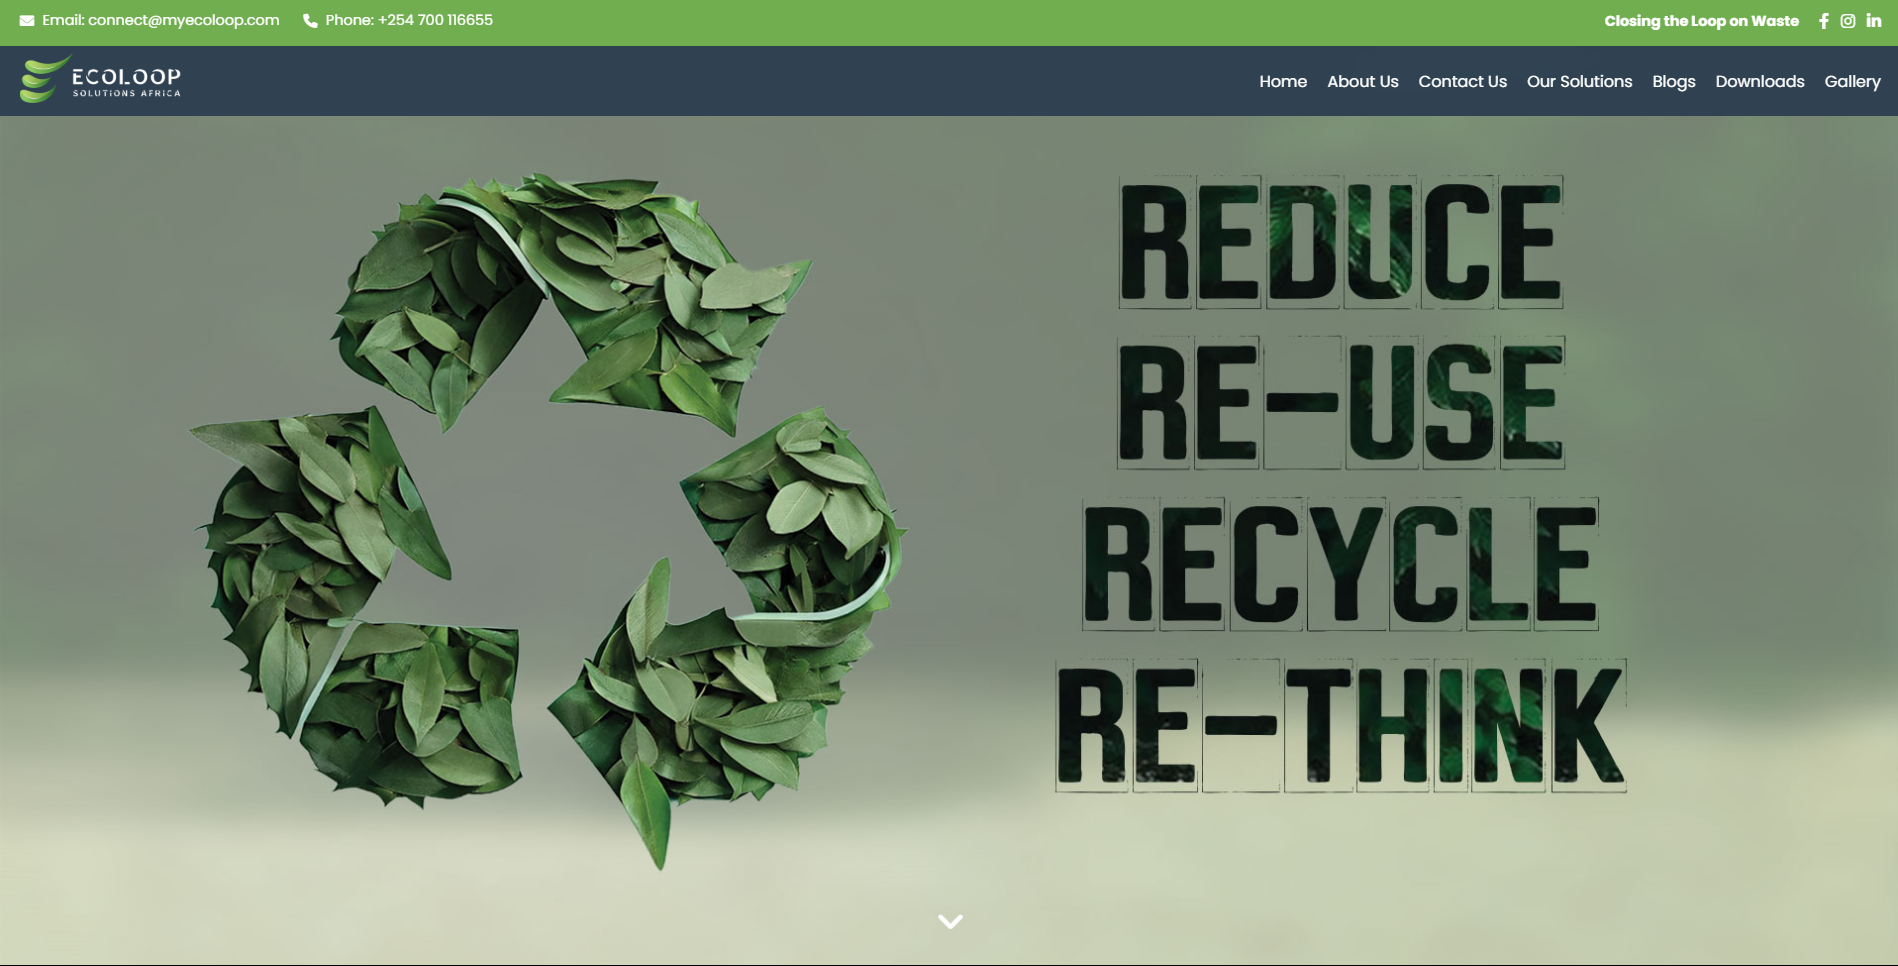 Email: connect@myecoloop.com
Phone: +254 700 116655
Closing the Loop on Waste
ECOLOOP
SOLUTIONS AFRICA
Home
About Us
Contact Us
Our Solutions
Blogs
Downloads
Gallery
REDUCE
RE-USE
RECYCLE
RE-THINK